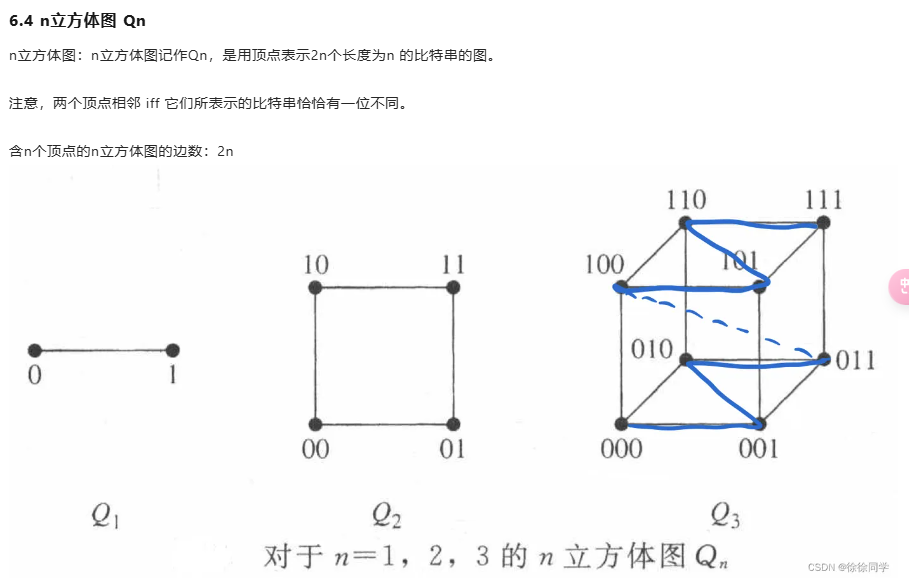 6.4 n立方体图 Qn
n立方体图：n立方体图记作Qn，是用顶点表示2n个长度为n 的比特串的图。
注意，两个顶点相邻 iff 它们所表示的比特串恰恰有一位不同。
含n个顶点的n立方体图的边数：2n
110 111
10 11 100 101
0 1 010 011
00 01 000 001
Q1 Q2 Q3
对于 n=1，2，3 的 n 立方体图 Qn
CSDN @徐徐同学